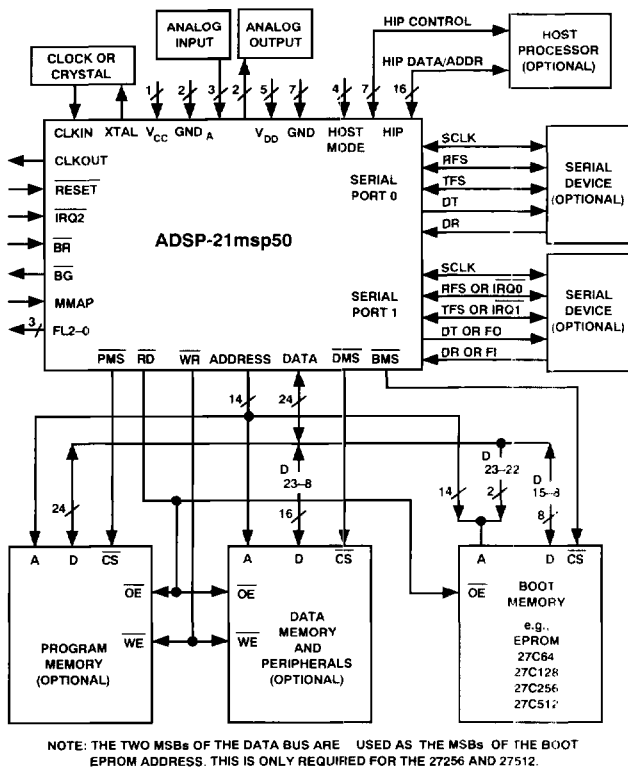 HIP CONTROL
ANALOG INPUT
ANALOG OUTPUT
HOST PROCESSOR (OPTIONAL)
CLOCK OR CRYSTAL
HIP DATA/ADDR
1 2 3 2 5 7 4 7 16
CLKIN XTAL VCC GNDA VDD GND HOST MODE HIP
CLKOUT
RESET
IRQ2
BR
BG
MMAP
3 FL2–0
ADSP-21msp50
SERIAL PORT 0
SCLK
RFS
TFS
DT
DR
SERIAL DEVICE (OPTIONAL)
SERIAL PORT 1
SCLK
RFS OR IRQ0
TFS OR IRQ1
DT OR FO
DR OR FI
SERIAL DEVICE (OPTIONAL)
PMS RD WR ADDRESS DATA DMS BMS
14 24
D 23–8
D 23–22
D 15–8
24 16 14 2 8
A D CS
OE
WE
PROGRAM MEMORY (OPTIONAL)
A D CS
OE
WE
DATA MEMORY AND PERIPHERALS (OPTIONAL)
A D CS
OE
BOOT MEMORY
e.g., EPROM
27C64
27C128
27C256
27C512
NOTE: THE TWO MSBs OF THE DATA BUS ARE USED AS THE MSBs OF THE BOOT
EPROM ADDRESS. THIS IS ONLY REQUIRED FOR THE 27256 AND 27512.